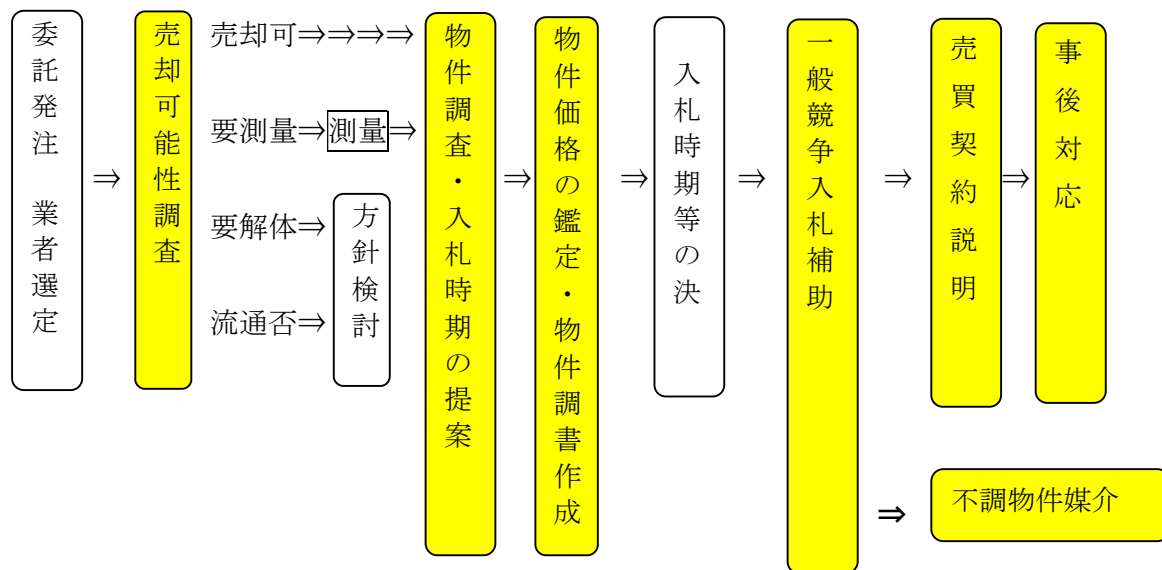 委託発注　業者選定
⇒
売却可能性調査
売却可⇒⇒⇒⇒
要測量⇒測量⇒
要解体⇒
流通否⇒
方針検討
物件調査・入札時期の提案
⇒
物件価格の鑑定・物件調書作成
⇒
入札時期等の決
⇒
一般競争入札補助
⇒
売買契約説明
⇒
事後対応
⇒
不調物件媒介